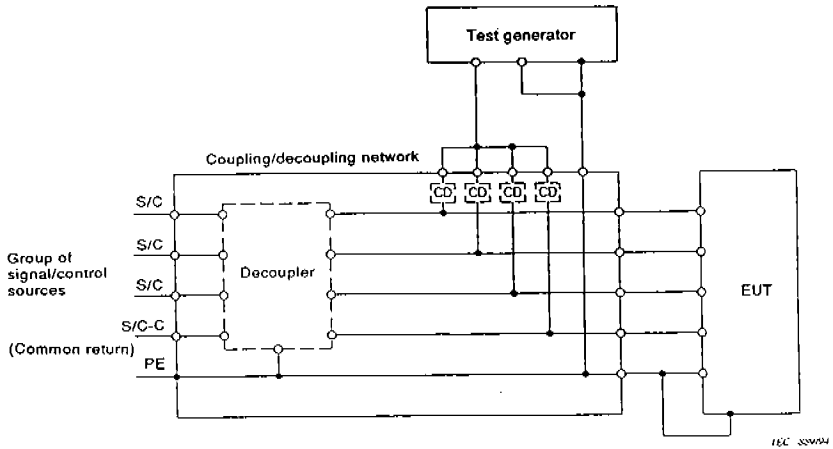 Test generator
Coupling/decoupling network
CD CD CD CD
S/C
S/C
Group of
signal/control
sources
Decoupler
S/C
EUT
S/C-C
(Common return)
PE
IEC